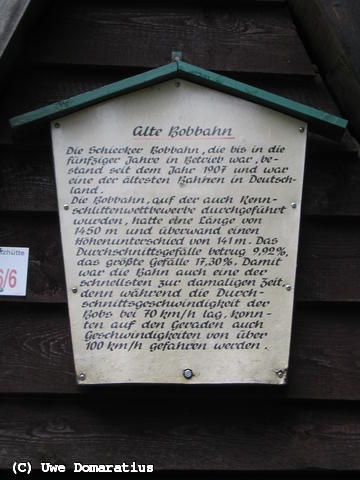 Alte Bobbahn
Die Schierker Bobbahn, die bis in die
fünfziger Jahre in Betrieb war, be-
stand seit dem Jahr 1907 und war
eine der ältesten Bahnen in Deutsch-
land.
Die Bobbahn, auf der auch Renn-
schlittenwettbewerbe durchgeführt
wurden, hatte eine Länge von
1450 m und überwand einen
Höhenunterschied von 141 m. Das
Durchschnittsgefälle betrug 9,92%,
das größte Gefälle 17,30%. Damit
war die Bahn auch eine der
schnellsten zur damaligen Zeit,
denn während die Durch-
schnittsgeschwindigkeit der
Bobs bei 70 km/h lag, konn-
ten auf den Geraden auch
Geschwindigkeiten von über
100 km/h gefahren werden.
6/6
(C) Uwe Domaratius